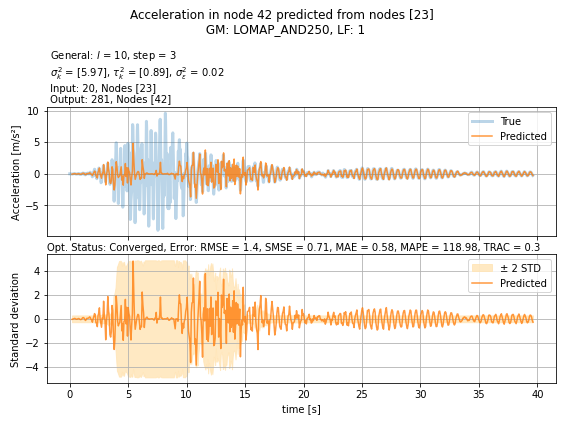 Acceleration in node 42 predicted from nodes [23]
GM: LOMAP_AND250, LF: 1
General: l = 10, step = 3
σ²ₖ = [5.97], τ²ₖ = [0.89], σ²_ε = 0.02
Input: 20, Nodes [23]
Output: 281, Nodes [42]
10
5
0
−5
Acceleration [m/s²]
True
Predicted
Opt. Status: Converged, Error: RMSE = 1.4, SMSE = 0.71, MAE = 0.58, MAPE = 118.98, TRAC = 0.3
4
2
0
−2
−4
Standard deviation
± 2 STD
Predicted
0 5 10 15 20 25 30 35 40
time [s]